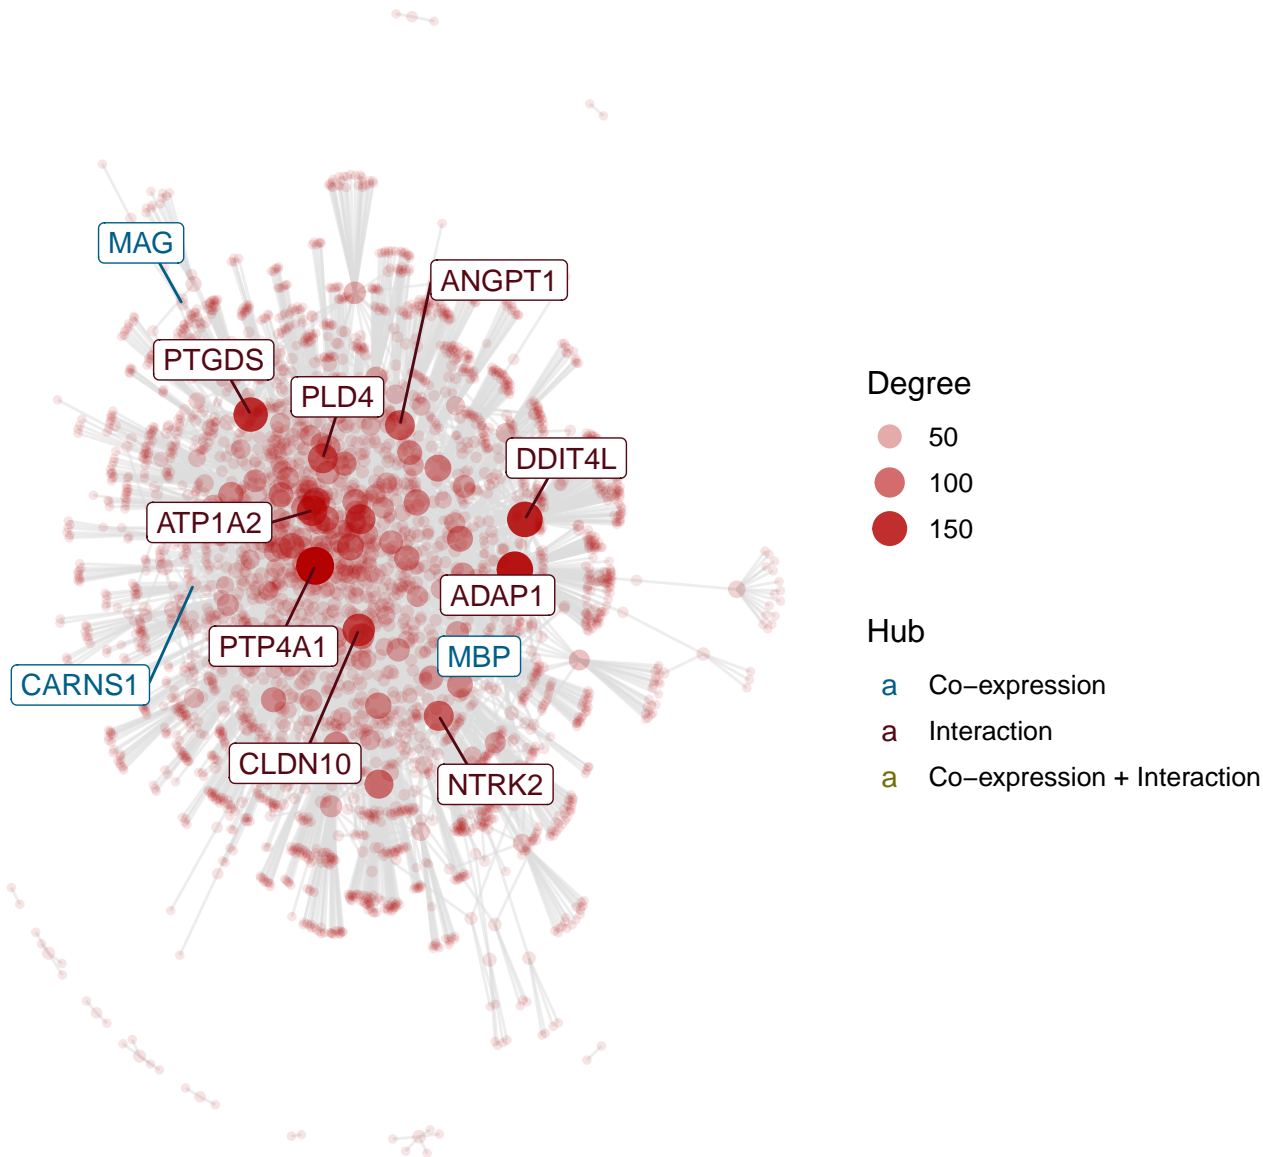 MAG
ANGPT1
PTGDS
PLD4
DDIT4L
ATP1A2
ADAP1
PTP4A1
MBP
CARNS1
CLDN10
NTRK2
Degree
50
100
150
Hub
a Co−expression
a Interaction
a Co−expression + Interaction